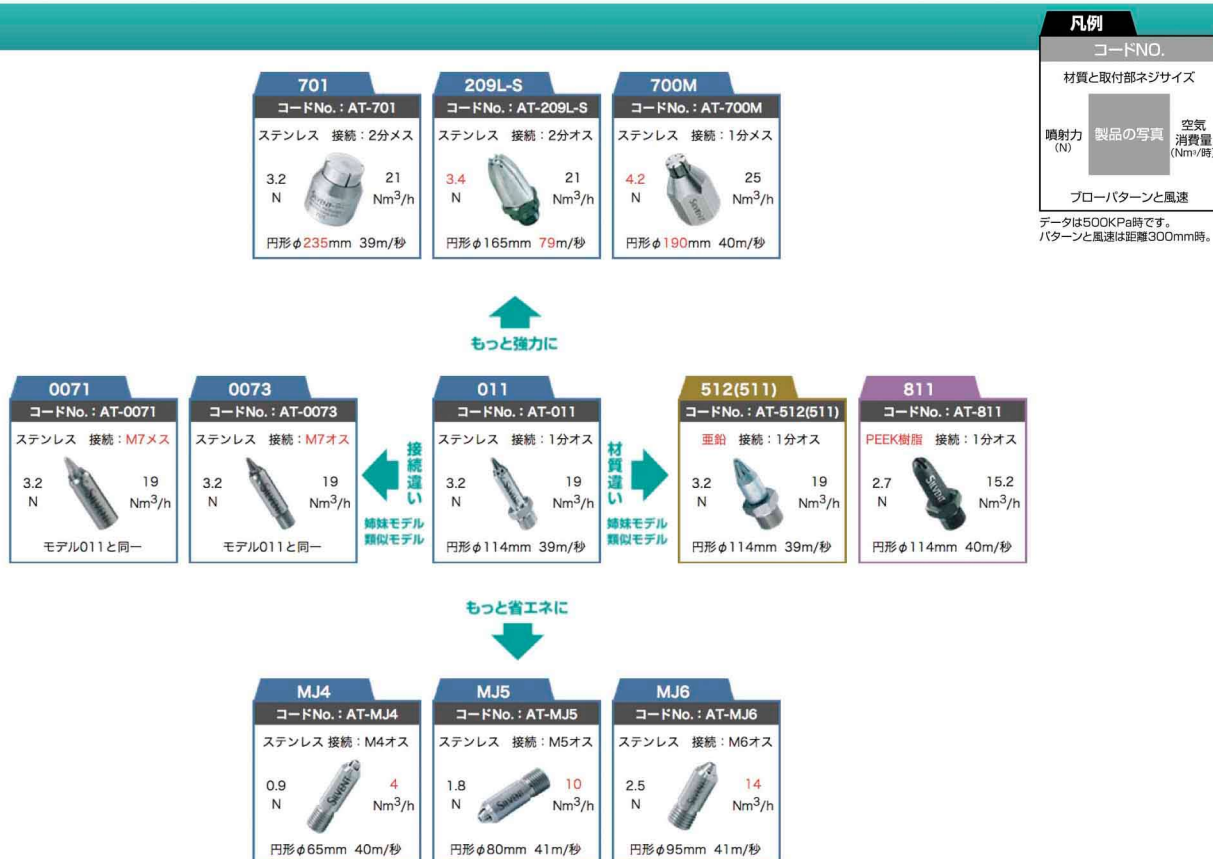 凡例
コードNO.
材質と取付部ネジサイズ
噴射力
(N)
製品の写真
空気
消費量
(Nm³/時)
ブローパターンと風速
データは500KPa時です。
パターンと風速は距離300mm時。
701
コードNo.：AT-701
ステンレス 接続：2分メス
3.2
N
21
Nm³/h
円形φ235mm 39m/秒
209L-S
コードNo.：AT-209L-S
ステンレス 接続：2分オス
3.4
N
21
Nm³/h
円形φ165mm 79m/秒
700M
コードNo.：AT-700M
ステンレス 接続：1分メス
4.2
N
SILVENT
25
Nm³/h
円形φ190mm 40m/秒
もっと強力に
0071
コードNo.：AT-0071
ステンレス 接続：M7メス
3.2
N
SILVENT
19
Nm³/h
モデル011と同一
0073
コードNo.：AT-0073
ステンレス 接続：M7オス
3.2
N
SILVENT
19
Nm³/h
モデル011と同一
接続違い
姉妹モデル
類似モデル
011
コードNo.：AT-011
ステンレス 接続：1分オス
3.2
N
SILVENT
19
Nm³/h
円形φ114mm 39m/秒
材質違い
姉妹モデル
類似モデル
512(511)
コードNo.：AT-512(511)
亜鉛 接続：1分オス
3.2
N
19
Nm³/h
円形φ114mm 39m/秒
811
コードNo.：AT-811
PEEK樹脂 接続：1分オス
2.7
N
SILVENT
15.2
Nm³/h
円形φ114mm 40m/秒
もっと省エネに
MJ4
コードNo.：AT-MJ4
ステンレス 接続：M4オス
0.9
N
SILVENT
4
Nm³/h
円形φ65mm 40m/秒
MJ5
コードNo.：AT-MJ5
ステンレス 接続：M5オス
1.8
N
SILVENT
10
Nm³/h
円形φ80mm 41m/秒
MJ6
コードNo.：AT-MJ6
ステンレス 接続：M6オス
2.5
N
SILVENT
14
Nm³/h
円形φ95mm 41m/秒